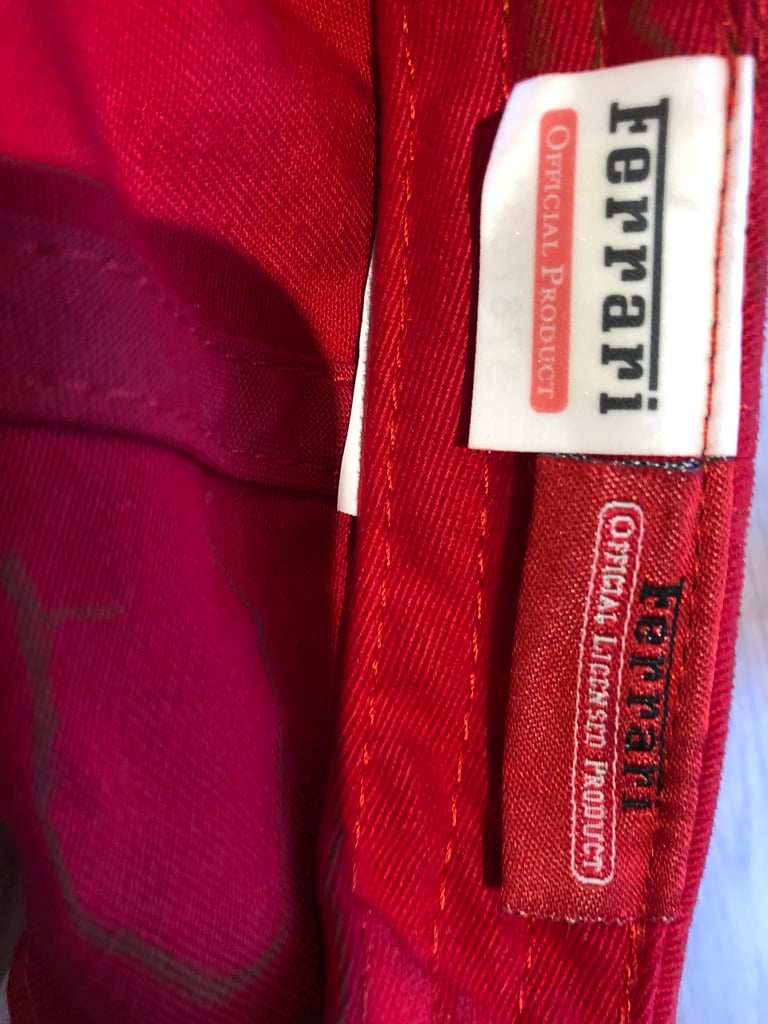 Ferrari
OFFICIAL PRODUCT
Ferrari
OFFICIAL LICENSED PRODUCT